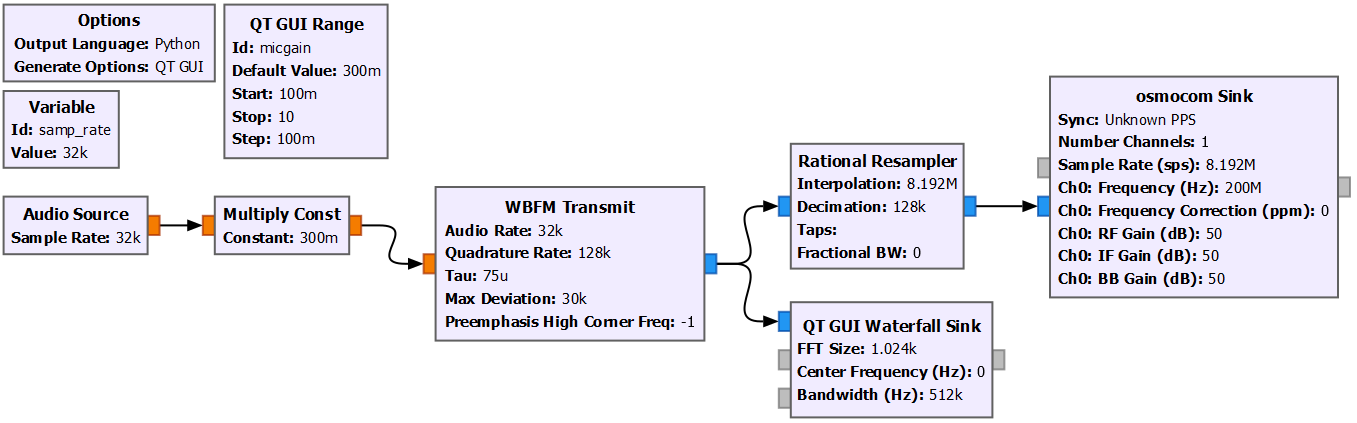 Options
Output Language: Python
Generate Options: QT GUI
Variable
Id: samp_rate
Value: 32k
QT GUI Range
Id: micgain
Default Value: 300m
Start: 100m
Stop: 10
Step: 100m
Audio Source
Sample Rate: 32k
Multiply Const
Constant: 300m
WBFM Transmit
Audio Rate: 32k
Quadrature Rate: 128k
Tau: 75u
Max Deviation: 30k
Preemphasis High Corner Freq: -1
Rational Resampler
Interpolation: 8.192M
Decimation: 128k
Taps:
Fractional BW: 0
QT GUI Waterfall Sink
FFT Size: 1.024k
Center Frequency (Hz): 0
Bandwidth (Hz): 512k
osmocom Sink
Sync: Unknown PPS
Number Channels: 1
Sample Rate (sps): 8.192M
Ch0: Frequency (Hz): 200M
Ch0: Frequency Correction (ppm): 0
Ch0: RF Gain (dB): 50
Ch0: IF Gain (dB): 50
Ch0: BB Gain (dB): 50